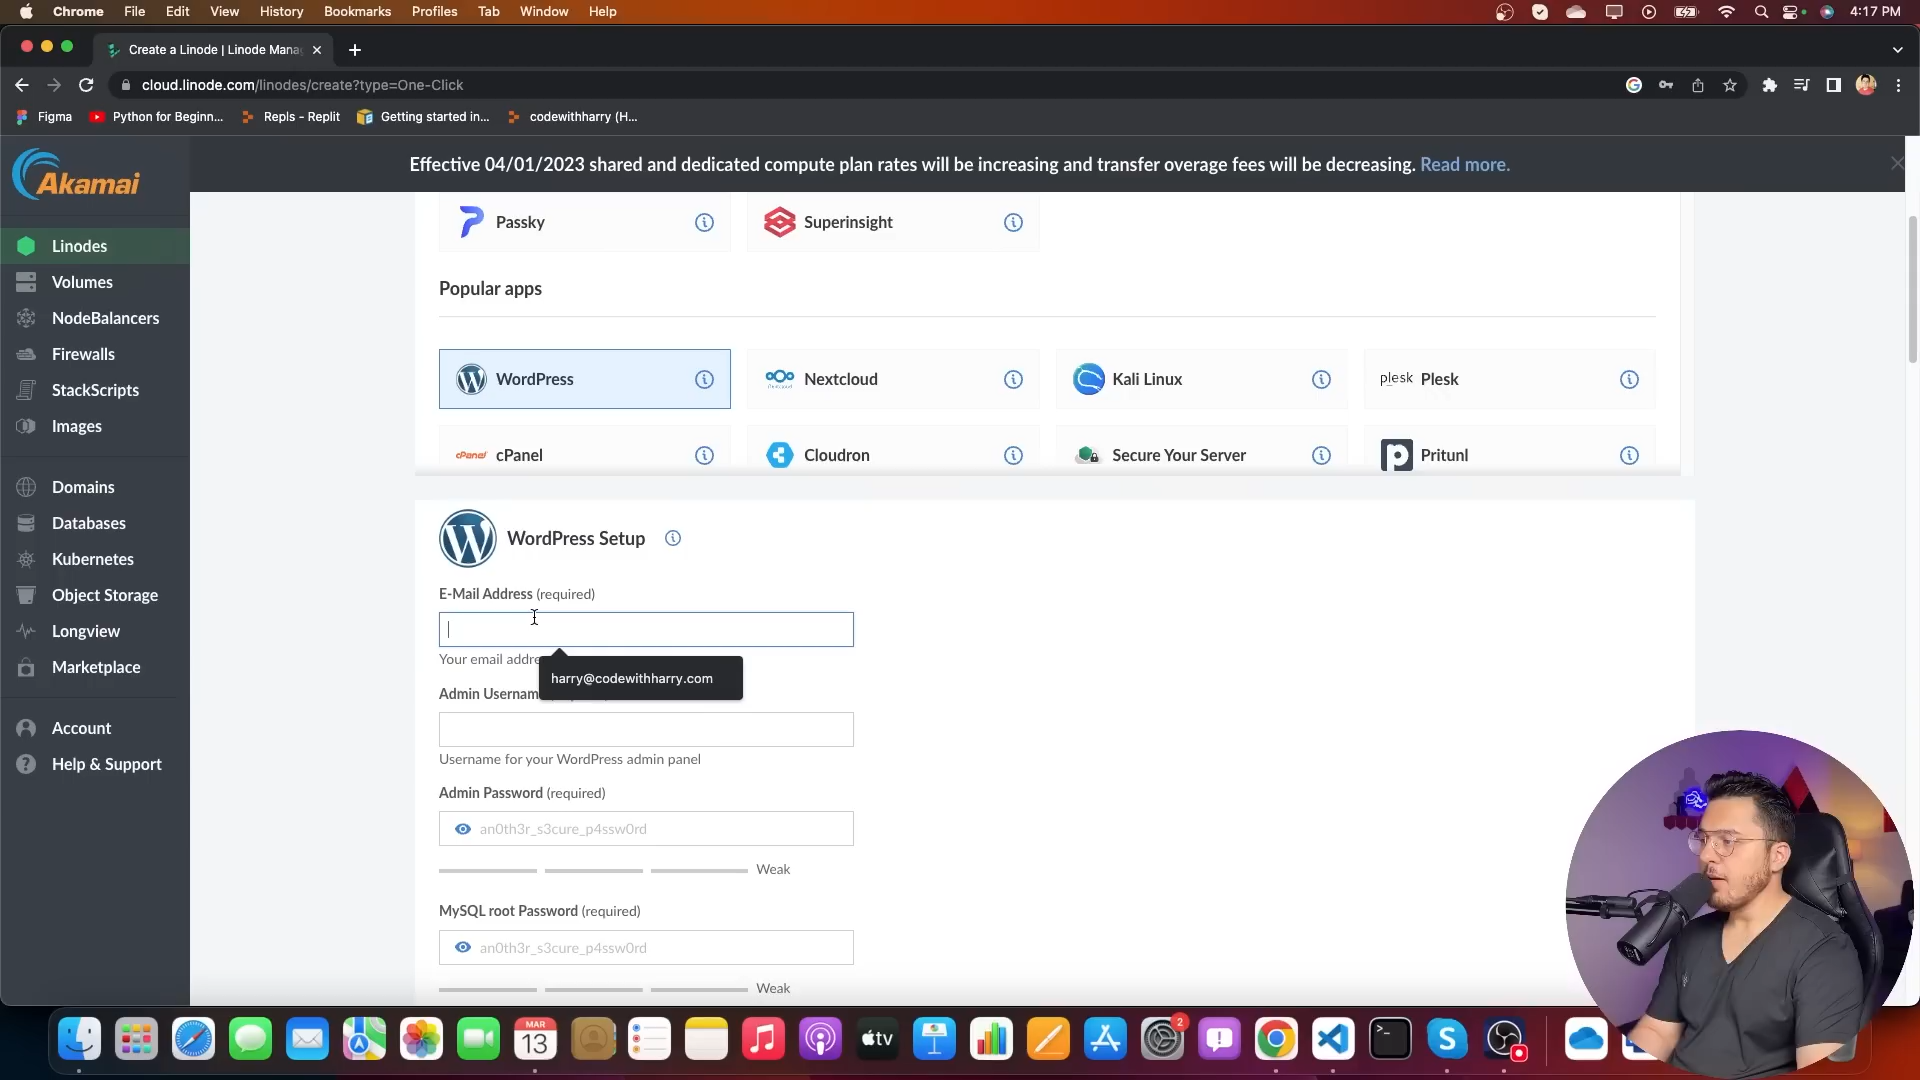 Chrome File Edit View History Bookmarks Profiles Tab Window Help 4:17 PM
Create a Linode | Linode Mana
cloud.linode.com/linodes/create?type=One-Click
Figma Python for Beginn... Repls - Replit Getting started in... codewithharry (H...
Akamai
Effective 04/01/2023 shared and dedicated compute plan rates will be increasing and transfer overage fees will be decreasing. Read more.
Linodes
Volumes
NodeBalancers
Firewalls
StackScripts
Images
Domains
Databases
Kubernetes
Object Storage
Longview
Marketplace
Account
Help & Support
Passky Superinsight
Popular apps
WordPress Nextcloud Kali Linux plesk Plesk
cPanel cPanel Cloudron Secure Your Server Pritunl
WordPress Setup
E-Mail Address (required)
Your email addre
harry@codewithharry.com
Admin Usernam
Username for your WordPress admin panel
Admin Password (required)
an0th3r_s3cure_p4ssw0rd
Weak
MySQL root Password (required)
an0th3r_s3cure_p4ssw0rd
Weak
MAR
13
tv
2